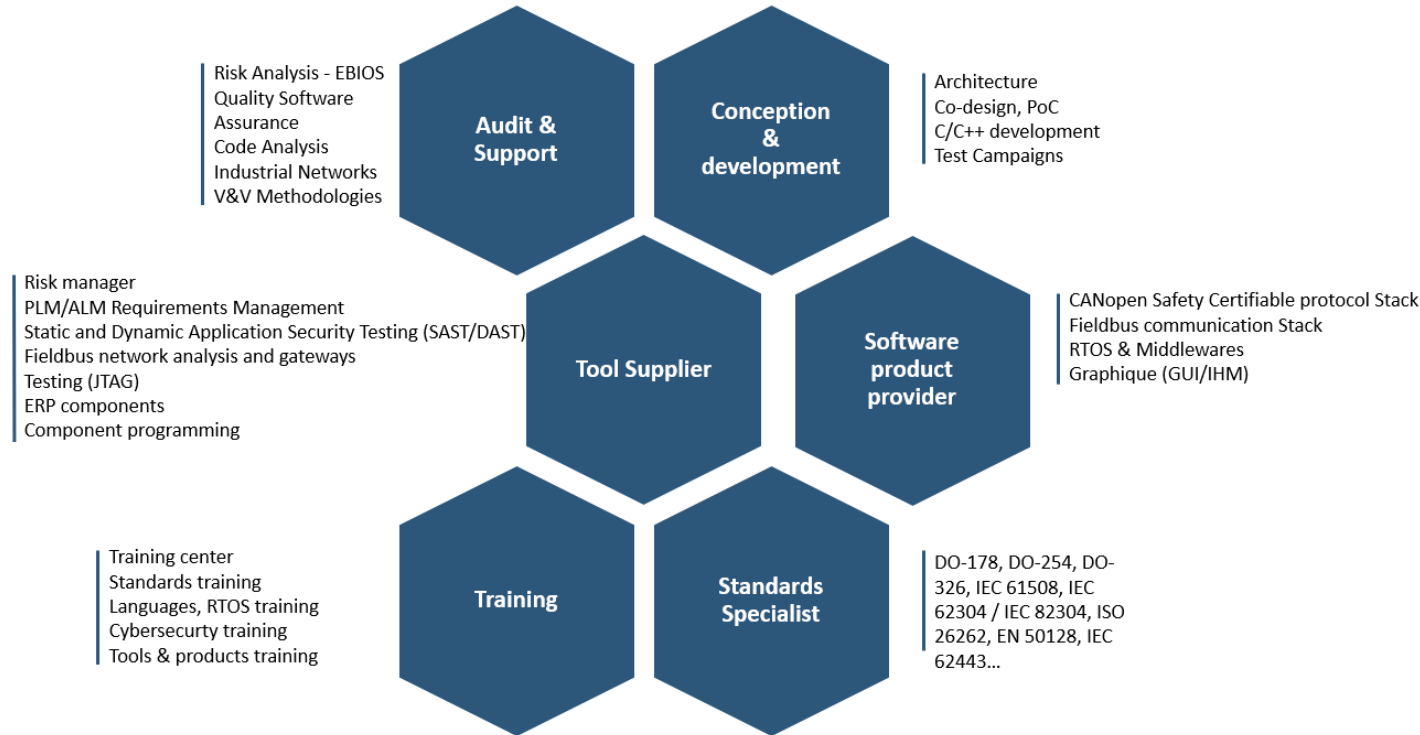 Risk Analysis - EBIOS
Quality Software
Assurance
Code Analysis
Industrial Networks
V&V Methodologies
Audit &
Support
Conception
&
development
Architecture
Co-design, PoC
C/C++ development
Test Campaigns
Risk manager
PLM/ALM Requirements Management
Static and Dynamic Application Security Testing (SAST/DAST)
Fieldbus network analysis and gateways
Testing (JTAG)
ERP components
Component programming
Tool Supplier
Software
product
provider
CANopen Safety Certifiable protocol Stack
Fieldbus communication Stack
RTOS & Middlewares
Graphique (GUI/IHM)
Training center
Standards training
Languages, RTOS training
Cybersecurty training
Tools & products training
Training
Standards
Specialist
DO-178, DO-254, DO-
326, IEC 61508, IEC
62304 / IEC 82304, ISO
26262, EN 50128, IEC
62443...